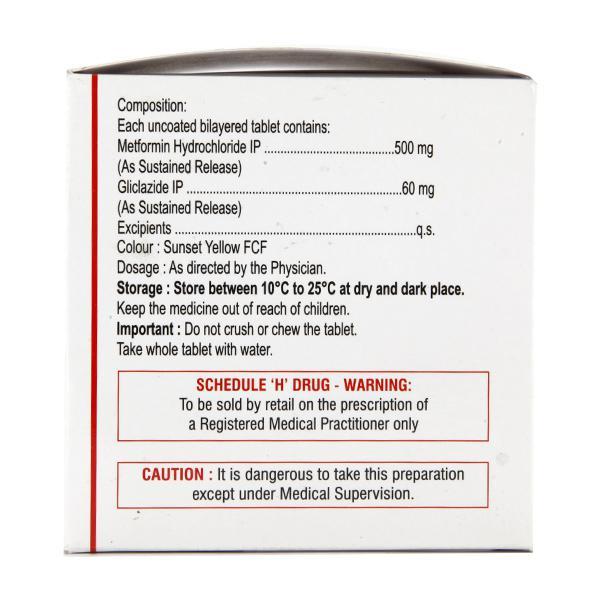 Composition:
Each uncoated bilayered tablet contains:
Metformin Hydrochloride IP ........................................500 mg
(As Sustained Release)
Gliclazide IP ..................................................................60 mg
(As Sustained Release)
Excipients ..........................................................................q.s.
Colour : Sunset Yellow FCF
Dosage : As directed by the Physician.
Storage : Store between 10°C to 25°C at dry and dark place.
Keep the medicine out of reach of children.
Important : Do not crush or chew the tablet.
Take whole tablet with water.
SCHEDULE 'H' DRUG - WARNING:
To be sold by retail on the prescription of
a Registered Medical Practitioner only
CAUTION : It is dangerous to take this preparation
except under Medical Supervision.